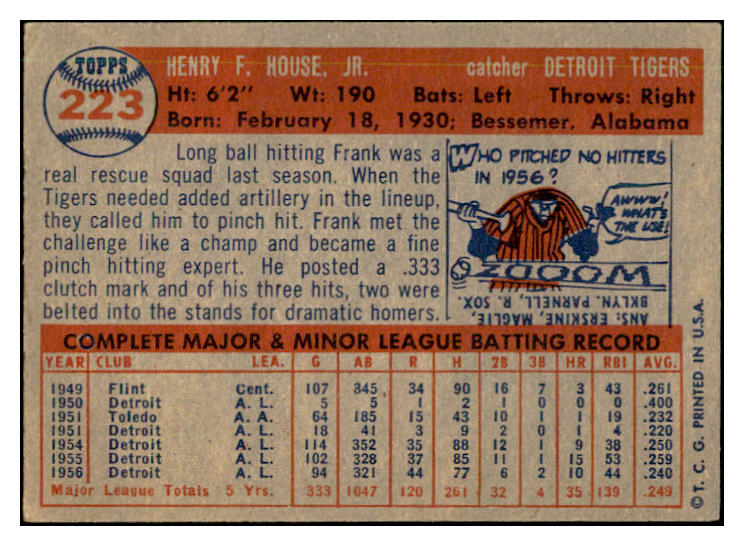 TOPPS
223
HENRY F. HOUSE, JR. catcher DETROIT TIGERS
Ht: 6'2" Wt: 190 Bats: Left Throws: Right
Born: February 18, 1930; Bessemer, Alabama
Long ball hitting Frank was a
real rescue squad last season. When the
Tigers needed added artillery in the lineup,
they called him to pinch hit. Frank met the
challenge like a champ and became a fine
pinch hitting expert. He posted a .333
clutch mark and of his three hits, two were
belted into the stands for dramatic homers.
WHO PITCHED NO HITTERS
IN 1956?
AWWW!
WHAT'S
THE USE!
ZOOOM
ANS: ERSKINE, MAGLIE,
BKLYN. PARNELL, R. SOX.
COMPLETE MAJOR & MINOR LEAGUE BATTING RECORD
YEAR CLUB LEA. G AB R H 2B 3B HR RBI AVG.
1949 Flint Cent. 107 345 34 90 16 7 3 43 .261
1950 Detroit A. L. 5 5 1 2 1 0 0 0 .400
1951 Toledo A. A. 64 185 15 43 10 1 1 19 .232
1951 Detroit A. L. 18 41 3 9 2 0 1 4 .220
1954 Detroit A. L. 114 352 35 88 12 1 9 38 .250
1955 Detroit A. L. 102 328 37 85 11 1 15 53 .259
1956 Detroit A. L. 94 321 44 77 6 2 10 44 .240
Major League Totals 5 Yrs. 333 1047 120 261 32 4 35 139 .249
© T. C. G. PRINTED IN U.S.A.